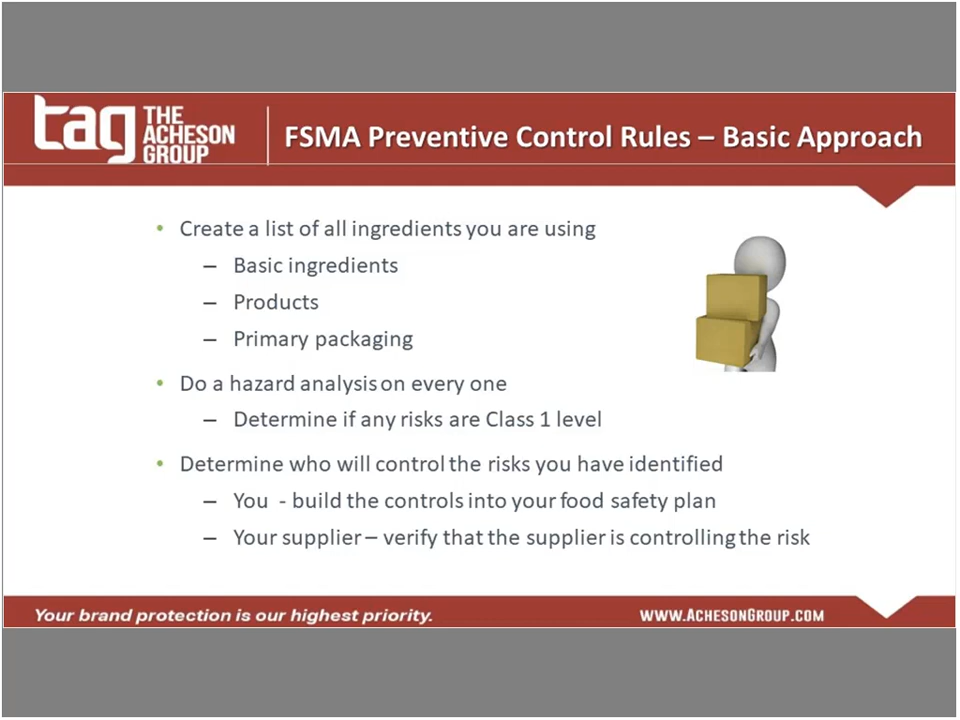 tag THE
ACHESON
GROUP
FSMA Preventive Control Rules – Basic Approach
• Create a list of all ingredients you are using
– Basic ingredients
– Products
– Primary packaging
• Do a hazard analysis on every one
– Determine if any risks are Class 1 level
• Determine who will control the risks you have identified
– You - build the controls into your food safety plan
– Your supplier – verify that the supplier is controlling the risk
Your brand protection is our highest priority.
WWW.ACHESONGROUP.COM